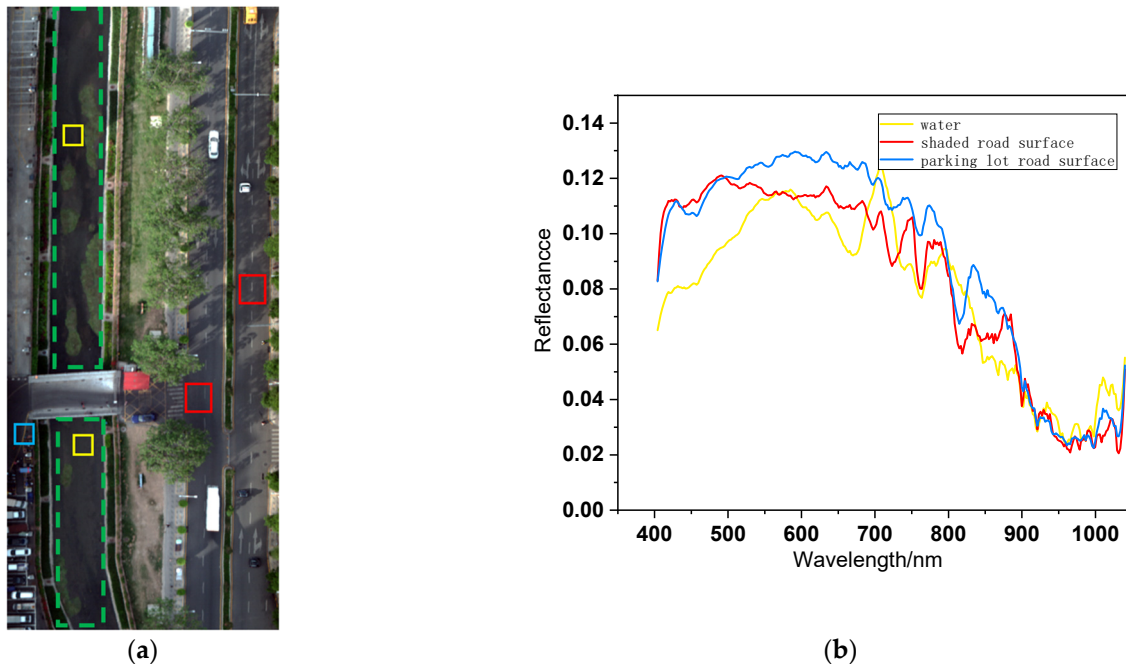 water
shaded road surface
parking lot road surface
0.14
0.12
0.10
0.08
0.06
0.04
0.02
0.00
Reflectancce
400 500 600 700 800 900 1000
Wavelength/nm
(a) (b)